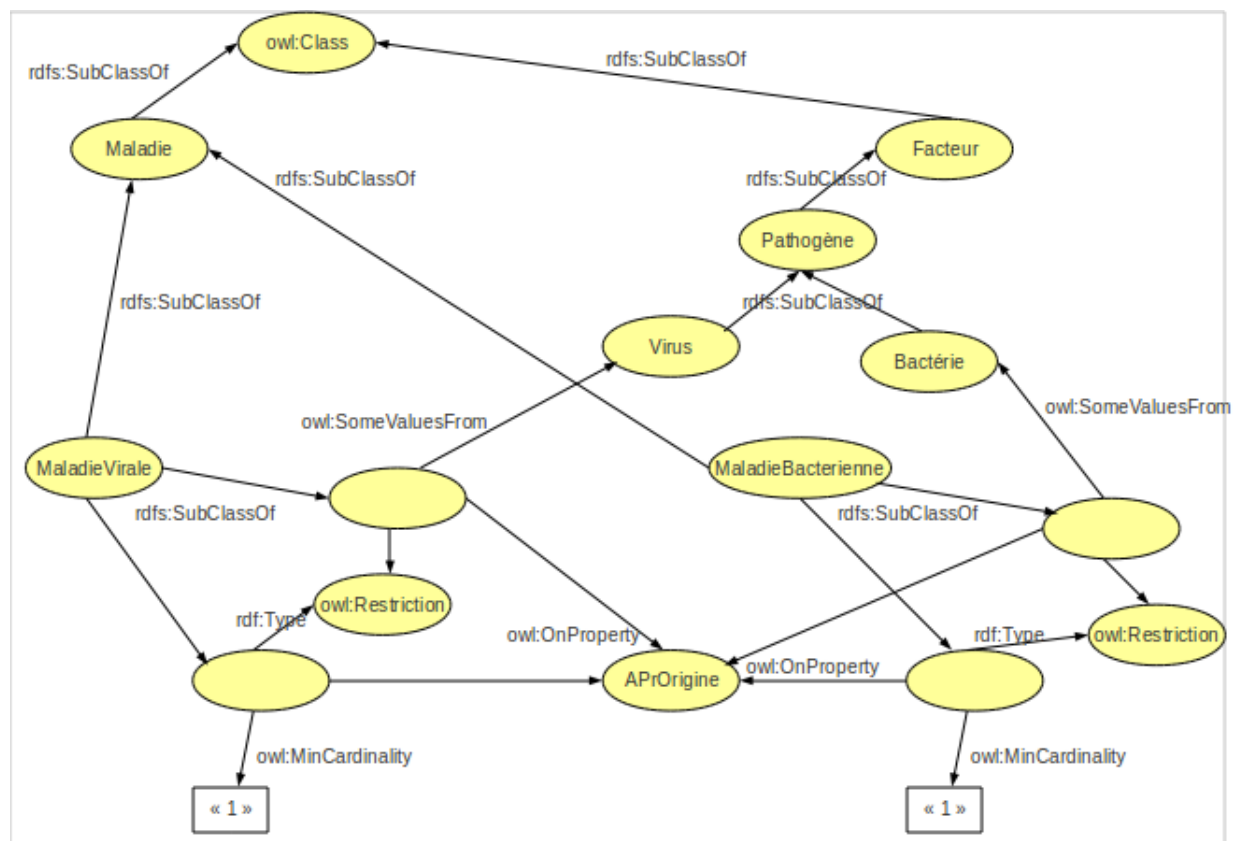 owl:Class
rdfs:SubClassOf
rdfs:SubClassOf
Maladie
Facteur
rdfs:SubClassOf
rdfs:SubClassOf
Pathogène
rdfs:SubClassOf
rdfs:SubClassOf
Virus
Bactérie
owl:SomeValuesFrom
owl:SomeValuesFrom
MaladieVirale
MaladieBacterienne
rdfs:SubClassOf
rdfs:SubClassOf
owl:Restriction
rdf:Type
owl:OnProperty
rdf:Type
owl:Restriction
APrOrigine
owl:OnProperty
owl:MinCardinality
owl:MinCardinality
« 1 »
« 1 »